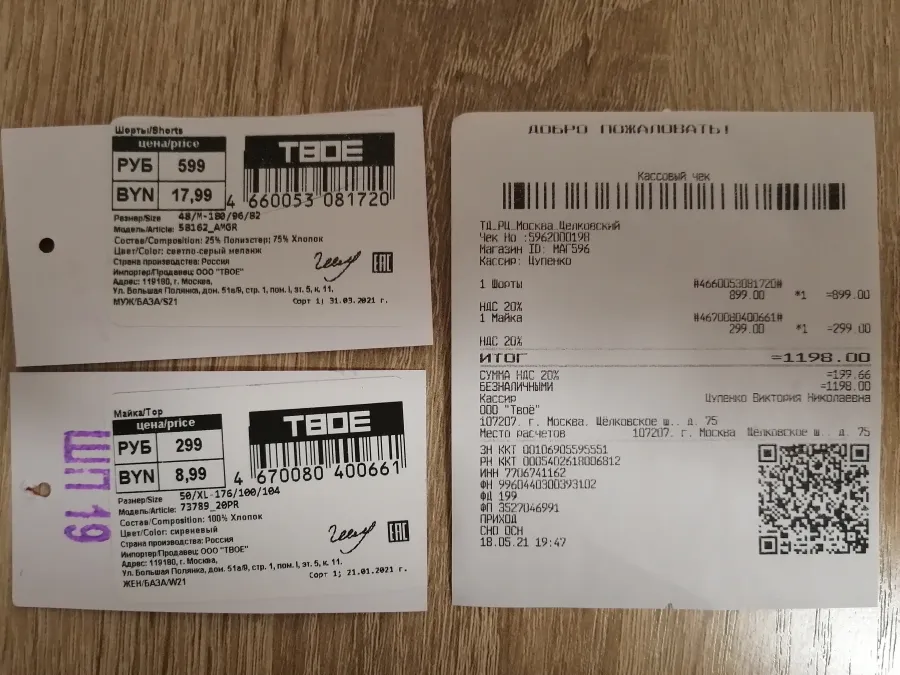 Шорты/Shorts
цена/price
РУБ 599
BYN 17,99
ТВОЕ
4 660053 081720
Размер/Size 48/M-180/96/82
Модель/Article: 58162_AMGR
Состав/Composition: 25% Полиэстер; 75% Хлопок
Цвет/Color: светло-серый меланж
Страна производства: Россия
Импортер/Продавец: ООО "ТВОЕ"
Адрес: 119180, г. Москва,
Ул. Большая Полянка, дом. 51а/9, стр. 1, пом. I, эт. 5, к. 11.
МУЖ/БАЗА/S21
Сорт 1; 31.03.2021 г.
EAC
Майка/Top
цена/price
РУБ 299
BYN 8,99
ТВОЕ
4 670080 400661
Размер/Size 50/XL-176/100/104
Модель/Article: 73789_20PR
Состав/Composition: 100% Хлопок
Цвет/Color: сиреневый
Страна производства: Россия
Импортер/Продавец: ООО "ТВОЕ"
Адрес: 119180, г. Москва,
Ул. Большая Полянка, дом. 51а/9, стр. 1, пом. I, эт. 5, к. 11.
ЖЕН/БАЗА/W21
Сорт 1; 21.01.2021 г.
EAC
ДОБРО ПОЖАЛОВАТЬ!
Кассовый чек
ТД_РЦ_Москва_Щелковский
Чек Но :5962000198
Магазин ID: МАГ596
Кассир: Цупенко
1 Шорты #4660053081720#
899.00 *1 =899.00
НДС 20%
1 Майка #4670080400661#
299.00 *1 =299.00
НДС 20%
ИТОГ =1198.00
СУММА НДС 20% =199.66
БЕЗНАЛИЧНЫМИ =1198.00
Кассир Цупенко Виктория Николаевна
ООО "Твоё"
107207. г. Москва. Щёлковское ш.. д. 75
Место расчетов 107207. г. Москва Щёлковское ш.. д. 75
ЗН ККТ 00106905595551
РН ККТ 0005402618006812
ИНН 7706741162
ФН 9960440300393102
ФД 199
ФП 3527046991
ПРИХОД
СНО ОСН
18.05.21 19:47